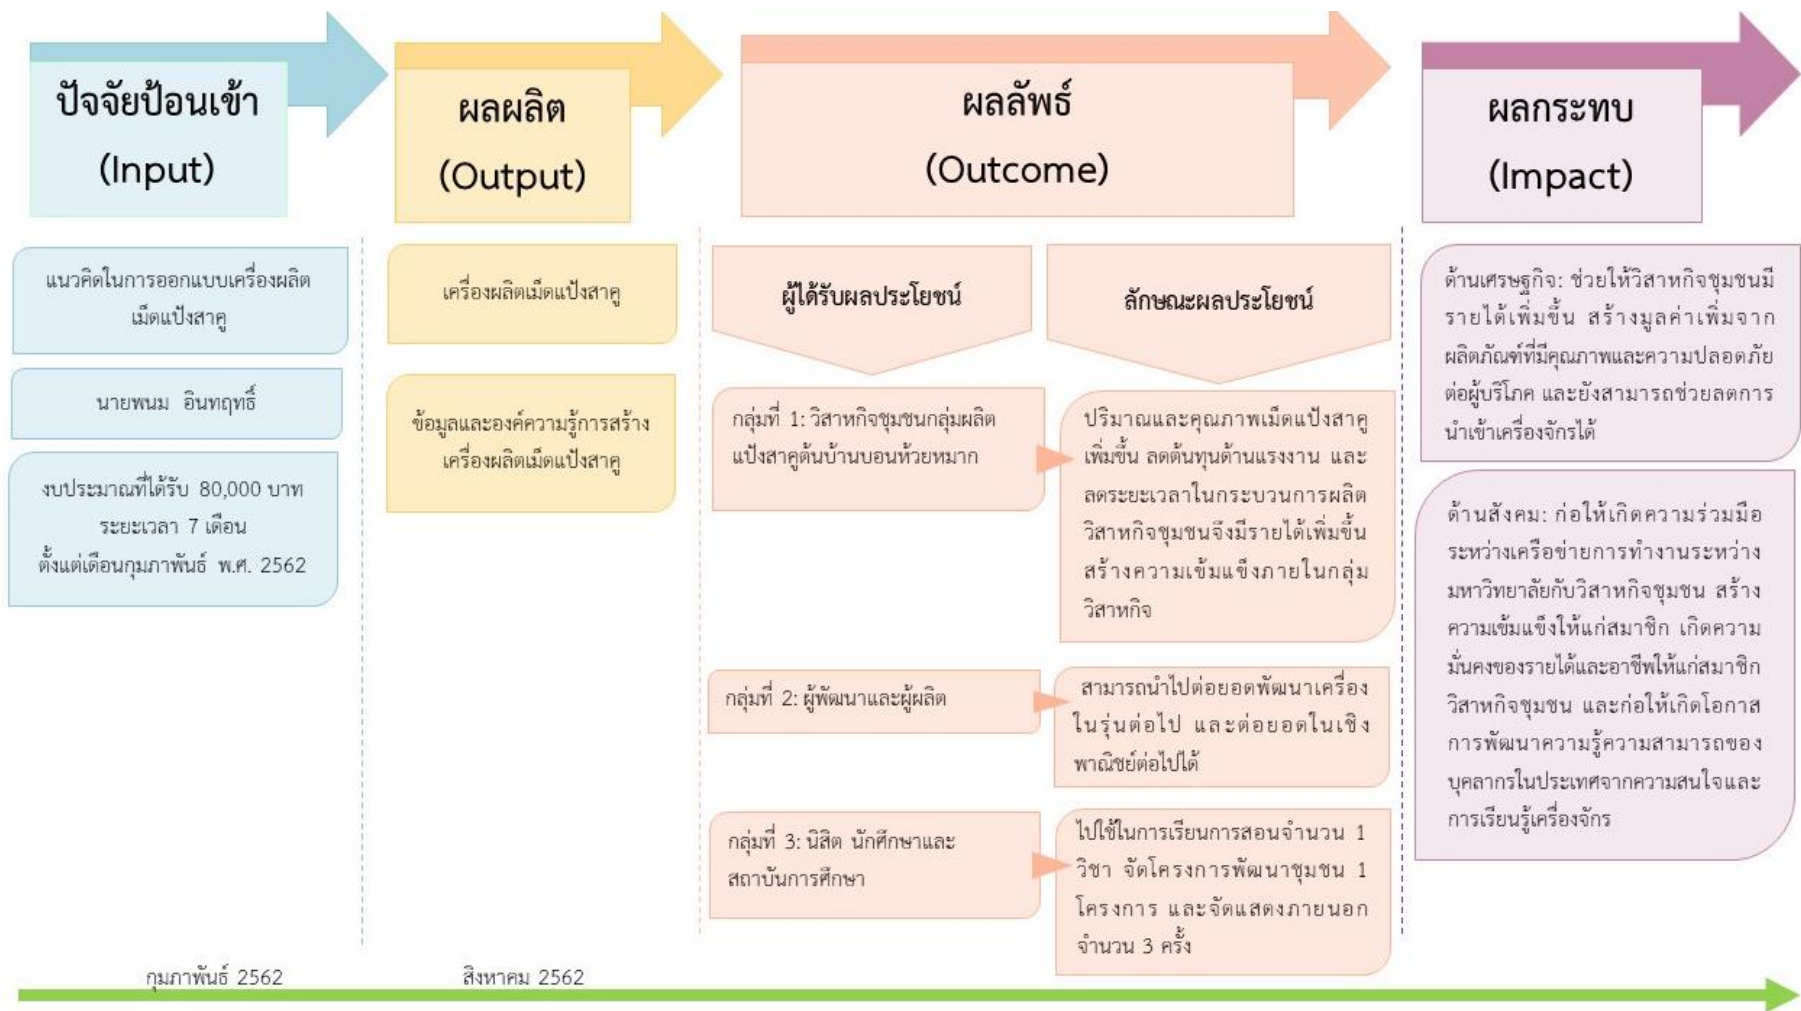 ปัจจัยป้อนเข้า
(Input)
ผลผลิต
(Output)
ผลลัพธ์
(Outcome)
ผลกระทบ
(Impact)
แนวคิดในการออกแบบเครื่องผลิต
เม็ดแป้งสาคู
นายพนม อินทฤทธิ์
งบประมาณที่ได้รับ 80,000 บาท
ระยะเวลา 7 เดือน
ตั้งแต่เดือนกุมภาพันธ์ พ.ศ. 2562
เครื่องผลิตเม็ดแป้งสาคู
ข้อมูลและองค์ความรู้การสร้าง
เครื่องผลิตเม็ดแป้งสาคู
ผู้ได้รับผลประโยชน์
ลักษณะผลประโยชน์
กลุ่มที่ 1: วิสาหกิจชุมชนกลุ่มผลิต
แป้งสาคูต้นบ้านบอนห้วยหมาก
ปริมาณและคุณภาพเม็ดแป้งสาคู
เพิ่มขึ้น ลดต้นทุนด้านแรงงาน และ
ลดระยะเวลาในกระบวนการผลิต
วิสาหกิจชุมชนจึงมีรายได้เพิ่มขึ้น
สร้างความเข้มแข็งภายในกลุ่ม
วิสาหกิจ
กลุ่มที่ 2: ผู้พัฒนาและผู้ผลิต
สามารถนำไปต่อยอดพัฒนาเครื่อง
ในรุ่นต่อไป และต่อยอดในเชิง
พาณิชย์ต่อไปได้
กลุ่มที่ 3: นิสิต นักศึกษาและ
สถาบันการศึกษา
ไปใช้ในการเรียนการสอนจำนวน 1
วิชา จัดโครงการพัฒนาชุมชน 1
โครงการ และจัดแสดงภายนอก
จำนวน 3 ครั้ง
ด้านเศรษฐกิจ: ช่วยให้วิสาหกิจชุมชนมี
รายได้เพิ่มขึ้น สร้างมูลค่าเพิ่มจาก
ผลิตภัณฑ์ที่มีคุณภาพและความปลอดภัย
ต่อผู้บริโภค และยังสามารถช่วยลดการ
นำเข้าเครื่องจักรได้
ด้านสังคม: ก่อให้เกิดความร่วมมือ
ระหว่างเครือข่ายการทำงานระหว่าง
มหาวิทยาลัยกับวิสาหกิจชุมชน สร้าง
ความเข้มแข็งให้แก่สมาชิก เกิดความ
มั่นคงของรายได้และอาชีพให้แก่สมาชิก
วิสาหกิจชุมชน และก่อให้เกิดโอกาส
การพัฒนาความรู้ความสามารถของ
บุคลากรในประเทศจากความสนใจและ
การเรียนรู้เครื่องจักร
กุมภาพันธ์ 2562
สิงหาคม 2562